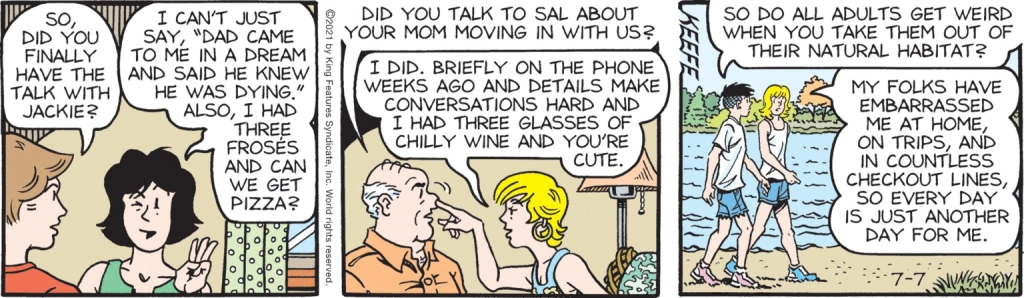 SO,
DID YOU
FINALLY
HAVE THE
TALK WITH
JACKIE?
I CAN'T JUST
SAY, "DAD CAME
TO ME IN A DREAM
AND SAID HE KNEW
HE WAS DYING."
ALSO, I HAD
THREE
FROSÉS
AND CAN
WE GET
PIZZA?
©2021 by King Features Syndicate, Inc. World rights reserved.
DID YOU TALK TO SAL ABOUT
YOUR MOM MOVING IN WITH US?
I DID. BRIEFLY ON THE PHONE
WEEKS AGO AND DETAILS MAKE
CONVERSATIONS HARD AND
I HAD THREE GLASSES OF
CHILLY WINE AND YOU'RE
CUTE.
SO DO ALL ADULTS GET WEIRD
WHEN YOU TAKE THEM OUT OF
THEIR NATURAL HABITAT?
MY FOLKS HAVE
EMBARRASSED
ME AT HOME,
ON TRIPS, AND
IN COUNTLESS
CHECKOUT LINES,
SO EVERY DAY
IS JUST ANOTHER
DAY FOR ME.
7-7